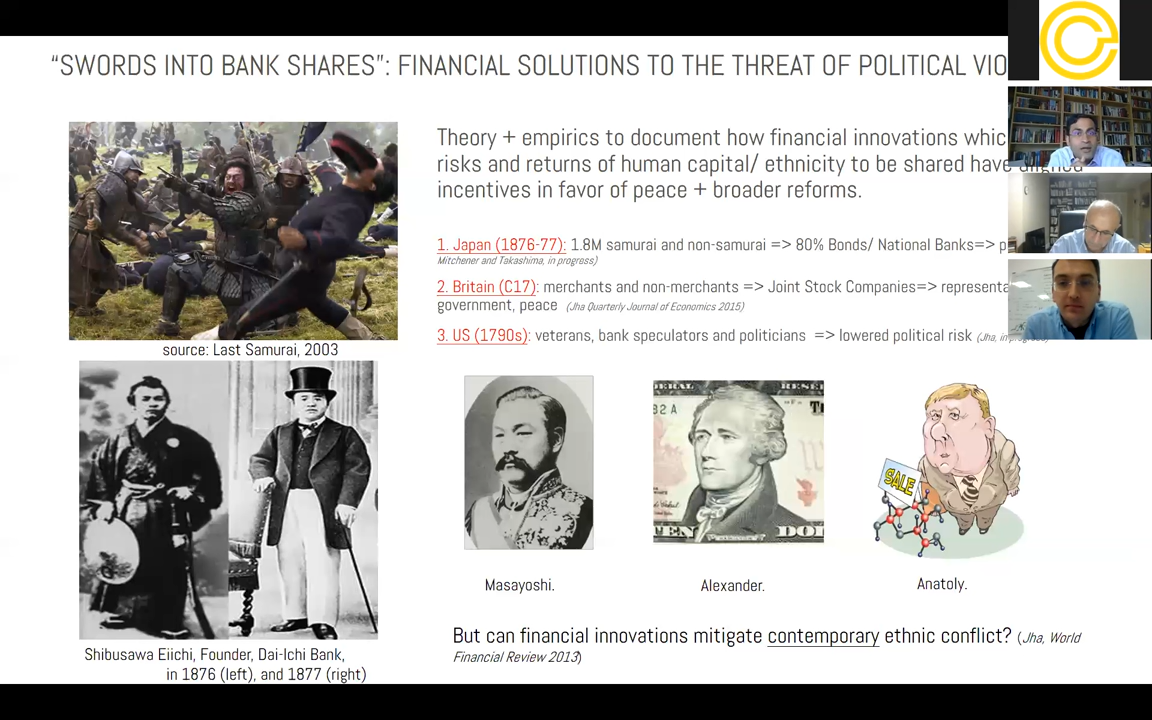 “SWORDS INTO BANK SHARES”: FINANCIAL SOLUTIONS TO THE THREAT OF POLITICAL VIO
Theory + empirics to document how financial innovations whic
risks and returns of human capital/ ethnicity to be shared have aligned
incentives in favor of peace + broader reforms.
1. Japan (1876-77): 1.8M samurai and non-samurai => 80% Bonds/ National Banks=> p
Mitchener and Takashima, in progress)
2. Britain (C17): merchants and non-merchants => Joint Stock Companies=> representa
government, peace (Jha Quarterly Journal of Economics 2015)
3. US (1790s): veterans, bank speculators and politicians => lowered political risk (Jha, in progress)
source: Last Samurai, 2003
SALE
TEN
DOL
Masayoshi.
Alexander.
Anatoly.
But can financial innovations mitigate contemporary ethnic conflict? (Jha, World
Financial Review 2013)
Shibusawa Eiichi, Founder, Dai-Ichi Bank,
in 1876 (left), and 1877 (right)